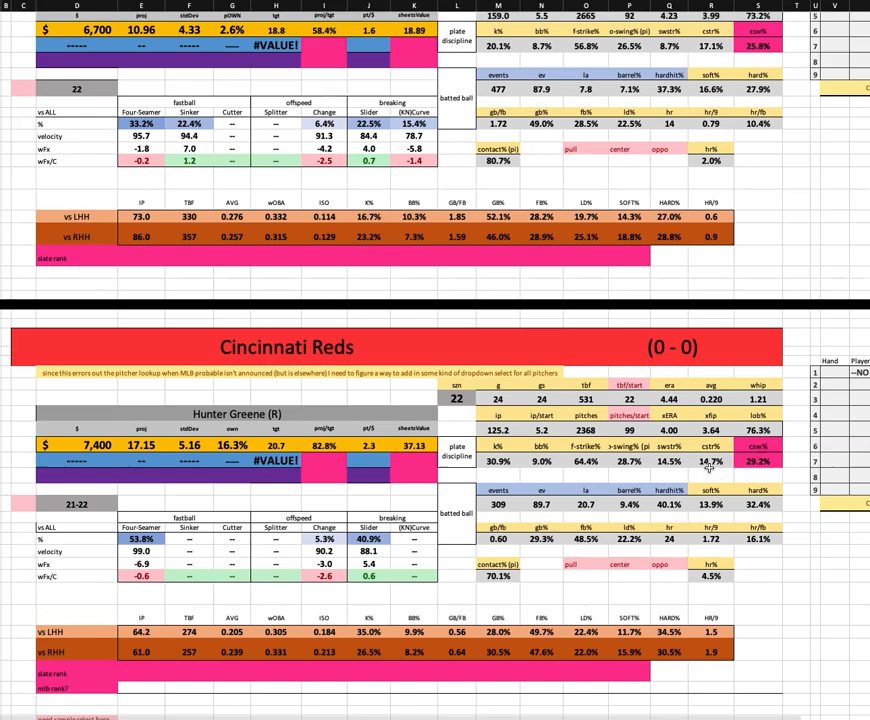 B C D E F G H I J K L M N O P Q R S T U V
$ proj stdDev pOWN tgt proj/tgt pt/$ sheetsValue 159.0 5.5 2665 92 4.23 3.99 73.2% 5
$ 6,700 10.96 4.33 2.6% 18.8 58.4% 1.6 18.89 plate discipline k% bb% f-strike% o-swing% (pi) swstr% cstr% csw% 6
----- -- ----- ---- #VALUE! 20.1% 8.7% 56.8% 26.5% 8.7% 17.1% 25.8% 7
8
22 events ev la barrel% hardhit% soft% hard% 9
batted ball 477 87.9 7.8 7.1% 37.3% 16.6% 27.9%
fastball offspeed breaking
vs ALL Four-Seamer Sinker Cutter Splitter Change Slider (KN)Curve gb/fb gb% fb% ld% hr hr/9 hr/fb
% 33.2% 22.4% -- -- 6.4% 22.5% 15.4% 1.72 49.0% 28.5% 22.5% 14 0.79 10.4%
velocity 95.7 94.4 -- -- 91.3 84.4 78.7
wFx -1.8 7.0 -- -- -4.2 4.0 -5.8 contact% (pi) pull center oppo hr%
wFx/C -0.2 1.2 -- -- -2.5 0.7 -1.4 80.7% 2.0%
IP TBF AVG wOBA ISO K% BB% GB/FB GB% FB% LD% SOFT% HARD% HR/9
vs LHH 73.0 330 0.276 0.332 0.114 16.7% 10.3% 1.85 52.1% 28.2% 19.7% 14.3% 27.0% 0.6
vs RHH 86.0 357 0.257 0.315 0.129 23.2% 7.3% 1.59 46.0% 28.9% 25.1% 18.8% 28.8% 0.9
slate rank
Cincinnati Reds (0 - 0)
Hand Player
since this errors out the pitcher lookup when MLB probable isn't announced (but is elsewhere) I need to figure a way to add in some kind of dropdown select for all pitchers 1 --NO
szn g gs tbf tbf/start era avg whip 2
22 24 24 531 22 4.44 0.220 1.21 3
Hunter Greene (R) ip ip/start pitches pitches/start xERA xfip lob% 4
$ proj stdDev own tgt proj/tgt pt/$ sheetsValue 125.2 5.2 2368 99 4.00 3.64 76.3% 5
$ 7,400 17.15 5.16 16.3% 20.7 82.8% 2.3 37.13 plate discipline k% bb% f-strike% o-swing% (pi swstr% cstr% csw% 6
----- -- ----- ---- #VALUE! 30.9% 9.0% 64.4% 28.7% 14.5% 14.7% 29.2% 7
8
events ev la barrel% hardhit% soft% hard% 9
21-22 batted ball 309 89.7 20.7 9.4% 40.1% 13.9% 32.4%
fastball offspeed breaking
vs ALL Four-Seamer Sinker Cutter Splitter Change Slider (KN)Curve gb/fb gb% fb% ld% hr hr/9 hr/fb
% 53.8% -- -- -- 5.3% 40.9% -- 0.60 29.3% 48.5% 22.2% 24 1.72 16.1%
velocity 99.0 -- -- -- 90.2 88.1 --
wFx -6.9 -- -- -- -3.0 5.4 -- contact% (pi) pull center oppo hr%
wFx/C -0.6 -- -- -- -2.6 0.6 -- 70.1% 4.5%
IP TBF AVG wOBA ISO K% BB% GB/FB GB% FB% LD% SOFT% HARD% HR/9
vs LHH 64.2 274 0.205 0.305 0.184 35.0% 9.9% 0.56 28.0% 49.7% 22.4% 11.7% 34.5% 1.5
vs RHH 61.0 257 0.239 0.331 0.213 26.5% 8.2% 0.64 30.5% 47.6% 22.0% 15.9% 30.5% 1.9
slate rank
mlb rank?